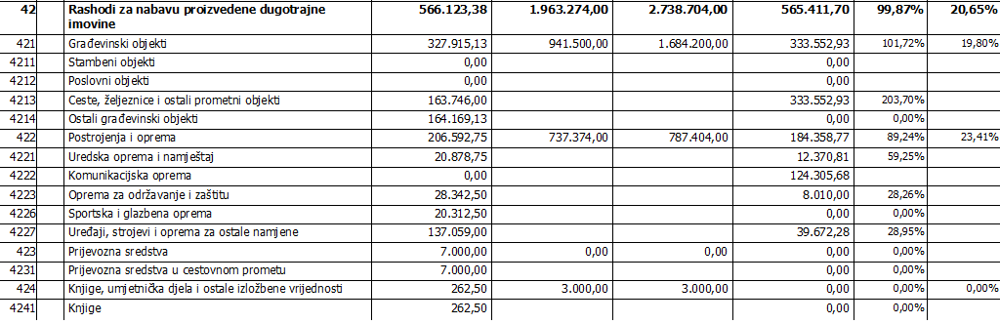 42 Rashodi za nabavu proizvedene dugotrajne imovine 566.123,38 1.963.274,00 2.738.704,00 565.411,70 99,87% 20,65%
421 Građevinski objekti 327.915,13 941.500,00 1.684.200,00 333.552,93 101,72% 19,80%
4211 Stambeni objekti 0,00 0,00
4212 Poslovni objekti 0,00 0,00
4213 Ceste, željeznice i ostali prometni objekti 163.746,00 333.552,93 203,70%
4214 Ostali građevinski objekti 164.169,13 0,00 0,00%
422 Postrojenja i oprema 206.592,75 737.374,00 787.404,00 184.358,77 89,24% 23,41%
4221 Uredska oprema i namještaj 20.878,75 12.370,81 59,25%
4222 Komunikacijska oprema 0,00 124.305,68
4223 Oprema za održavanje i zaštitu 28.342,50 8.010,00 28,26%
4226 Sportska i glazbena oprema 20.312,50 0,00 0,00%
4227 Uređaji, strojevi i oprema za ostale namjene 137.059,00 39.672,28 28,95%
423 Prijevozna sredstva 7.000,00 0,00 0,00 0,00 0,00%
4231 Prijevozna sredstva u cestovnom prometu 7.000,00 0,00 0,00%
424 Knjige, umjetnička djela i ostale izložbene vrijednosti 262,50 3.000,00 3.000,00 0,00 0,00% 0,00%
4241 Knjige 262,50 0,00 0,00%